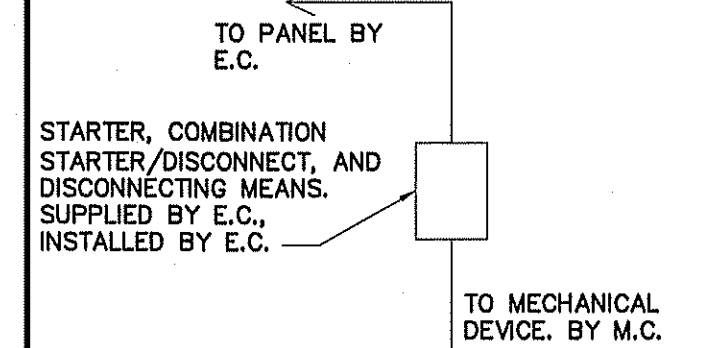 TO PANEL BY
E.C.
STARTER, COMBINATION
STARTER/DISCONNECT, AND
DISCONNECTING MEANS.
SUPPLIED BY E.C.,
INSTALLED BY E.C.
TO MECHANICAL
DEVICE. BY M.C.